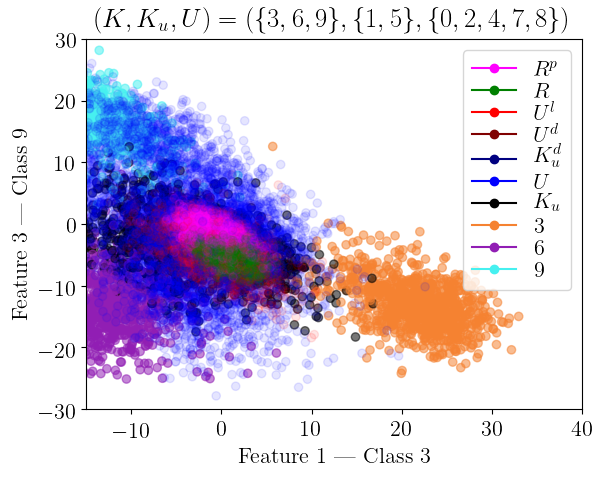 (K, K_u, U) = ({3, 6, 9}, {1, 5}, {0, 2, 4, 7, 8})
30
20
10
0
−10
−20
−30
−10
0
10
20
30
40
Feature 3 — Class 9
Feature 1 — Class 3
R^p
R
U^l
U^d
K_u^d
U
K_u
3
6
9